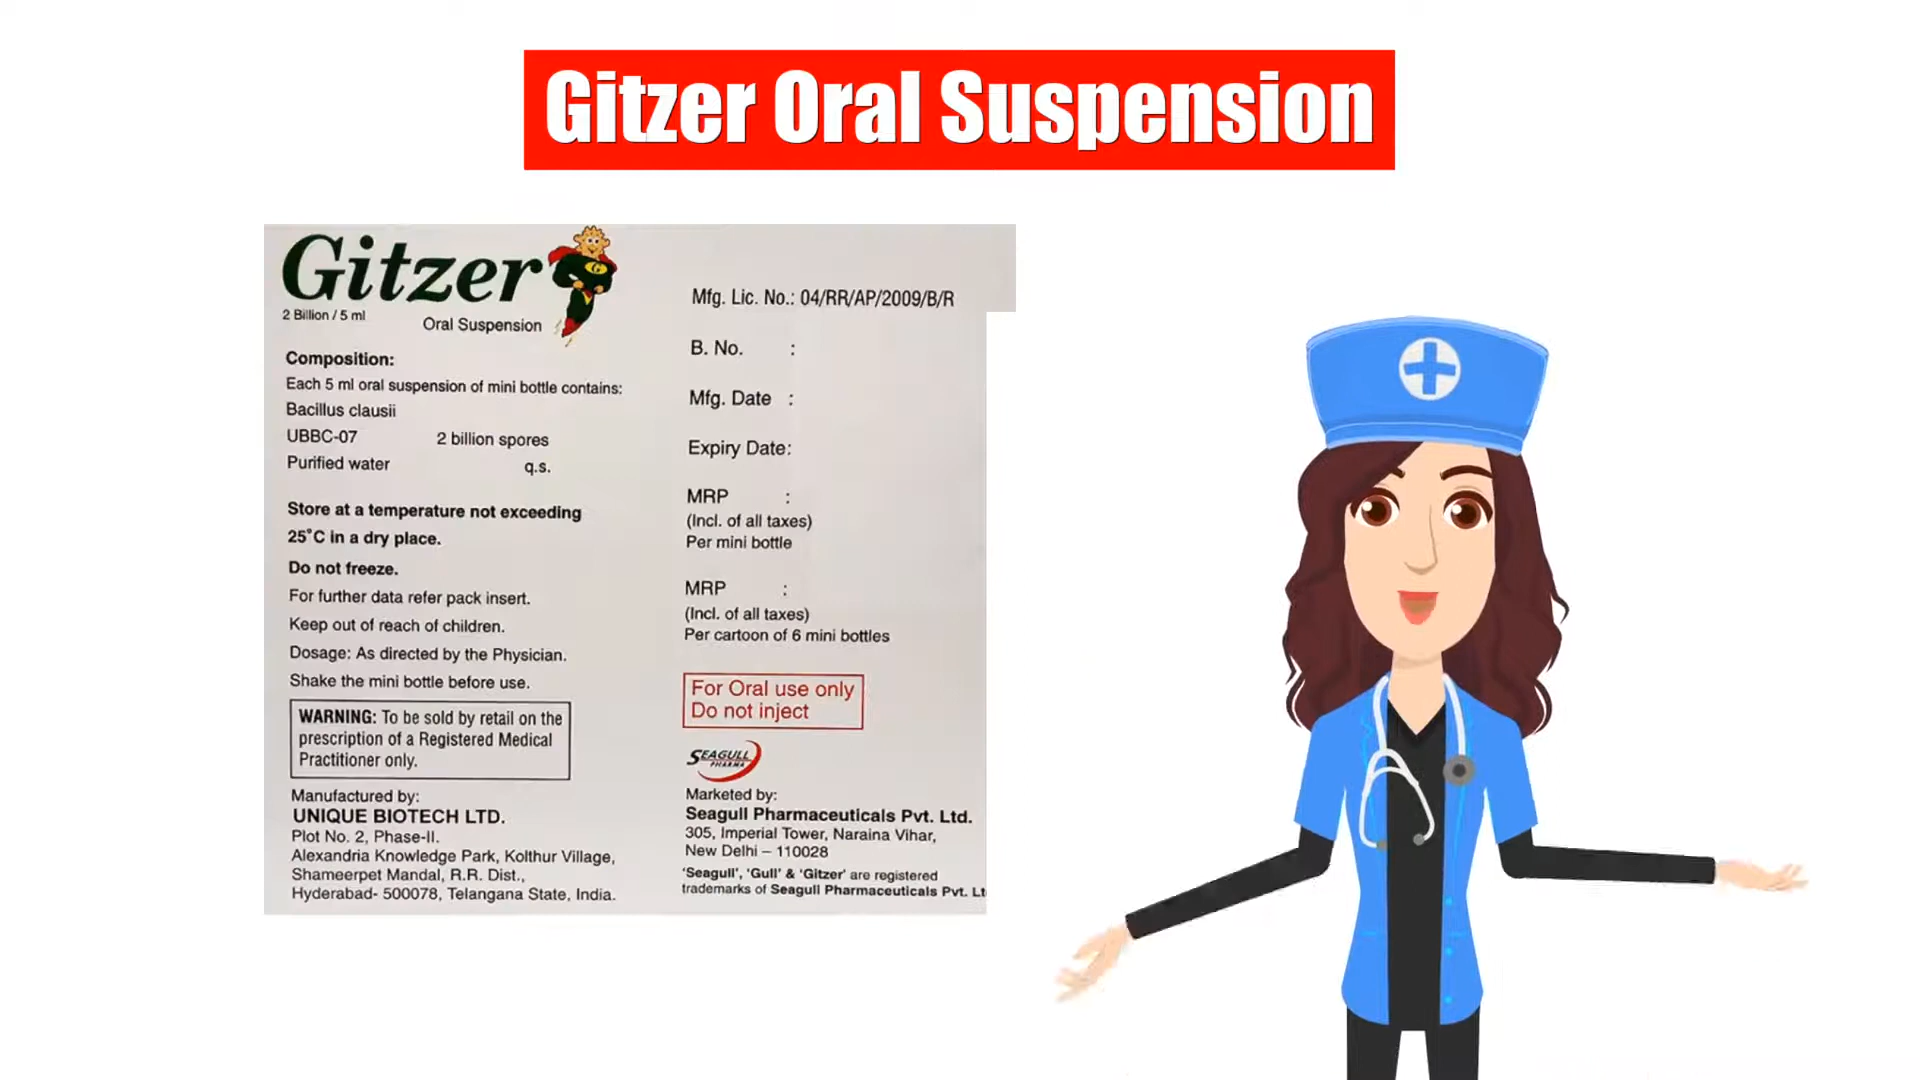 Gitzer Oral Suspension
Gitzer
2 Billion / 5 ml
Oral Suspension
G
Composition:
Each 5 ml oral suspension of mini bottle contains:
Bacillus clausii
UBBC-07 2 billion spores
Purified water q.s.
Store at a temperature not exceeding
25°C in a dry place.
Do not freeze.
For further data refer pack insert.
Keep out of reach of children.
Dosage: As directed by the Physician.
Shake the mini bottle before use.
WARNING: To be sold by retail on the
prescription of a Registered Medical
Practitioner only.
Manufactured by:
UNIQUE BIOTECH LTD.
Plot No. 2, Phase-II.
Alexandria Knowledge Park, Kolthur Village,
Shameerpet Mandal, R.R. Dist.,
Hyderabad- 500078, Telangana State, India.
Mfg. Lic. No.: 04/RR/AP/2009/B/R
B. No. :
Mfg. Date :
Expiry Date:
MRP :
(Incl. of all taxes)
Per mini bottle
MRP :
(Incl. of all taxes)
Per cartoon of 6 mini bottles
For Oral use only
Do not inject
SEAGULL
PHARMA
Marketed by:
Seagull Pharmaceuticals Pvt. Ltd.
305, Imperial Tower, Naraina Vihar,
New Delhi – 110028
'Seagull', 'Gull' & 'Gitzer' are registered
trademarks of Seagull Pharmaceuticals Pvt. Lt